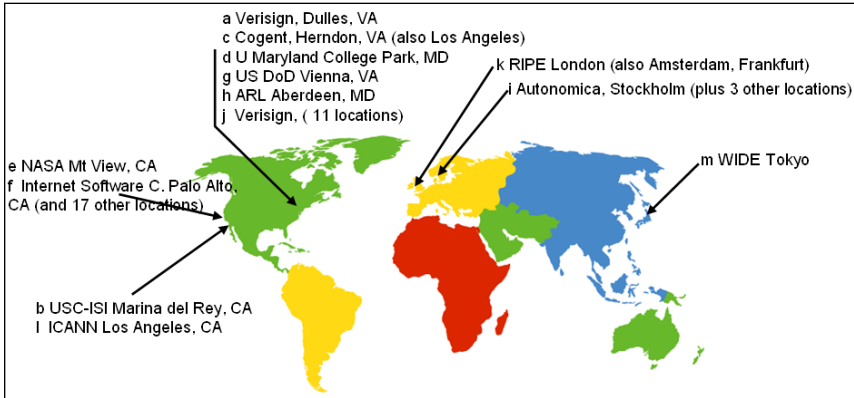 a Verisign, Dulles, VA
c Cogent, Herndon, VA (also Los Angeles)
d U Maryland College Park, MD
g US DoD Vienna, VA
h ARL Aberdeen, MD
j Verisign, ( 11 locations)
k RIPE London (also Amsterdam, Frankfurt)
i Autonomica, Stockholm (plus 3 other locations)
m WIDE Tokyo
e NASA Mt View, CA
f Internet Software C. Palo Alto,
CA (and 17 other locations)
b USC-ISI Marina del Rey, CA
l ICANN Los Angeles, CA